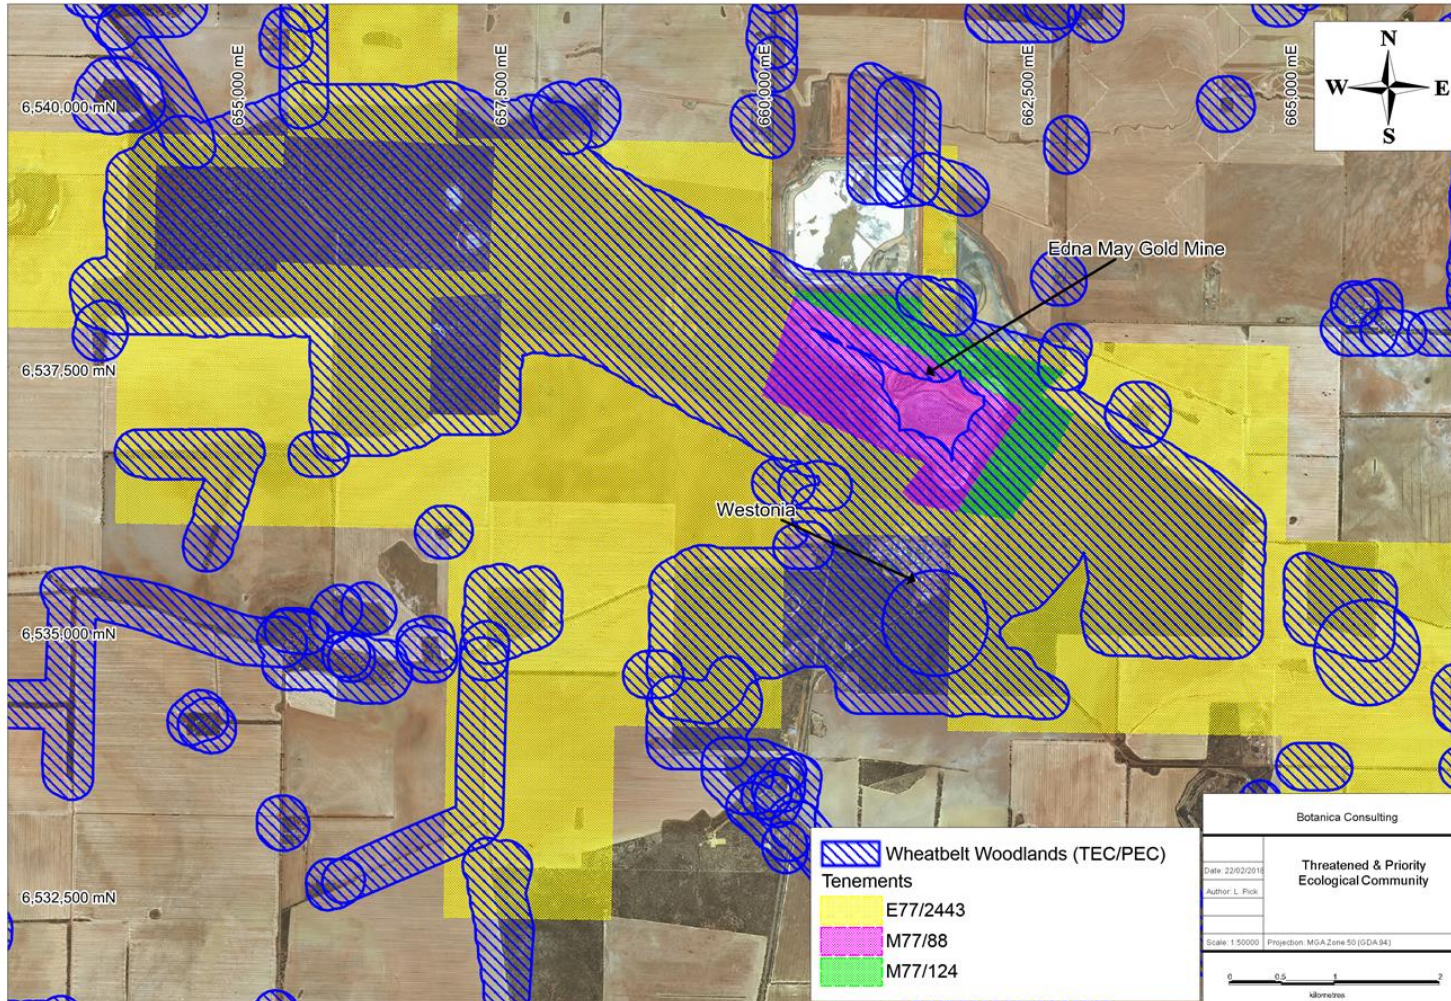 N
W E
S
655,000 mE
657,500 mE
660,000 mE
662,500 mE
665,000 mE
6,540,000 mN
Edna May Gold Mine
6,537,500 mN
Westonia
6,535,000 mN
6,532,500 mN
Wheatbelt Woodlands (TEC/PEC)
Tenements
E77/2443
M77/88
M77/124
Botanica Consulting
Date: 22/02/2018
Author: L. Pick
Threatened & Priority
Ecological Community
Scale: 1:50000
Projection: MGA Zone 50 (GDA 94)
0 0.5 1 2
kilometres